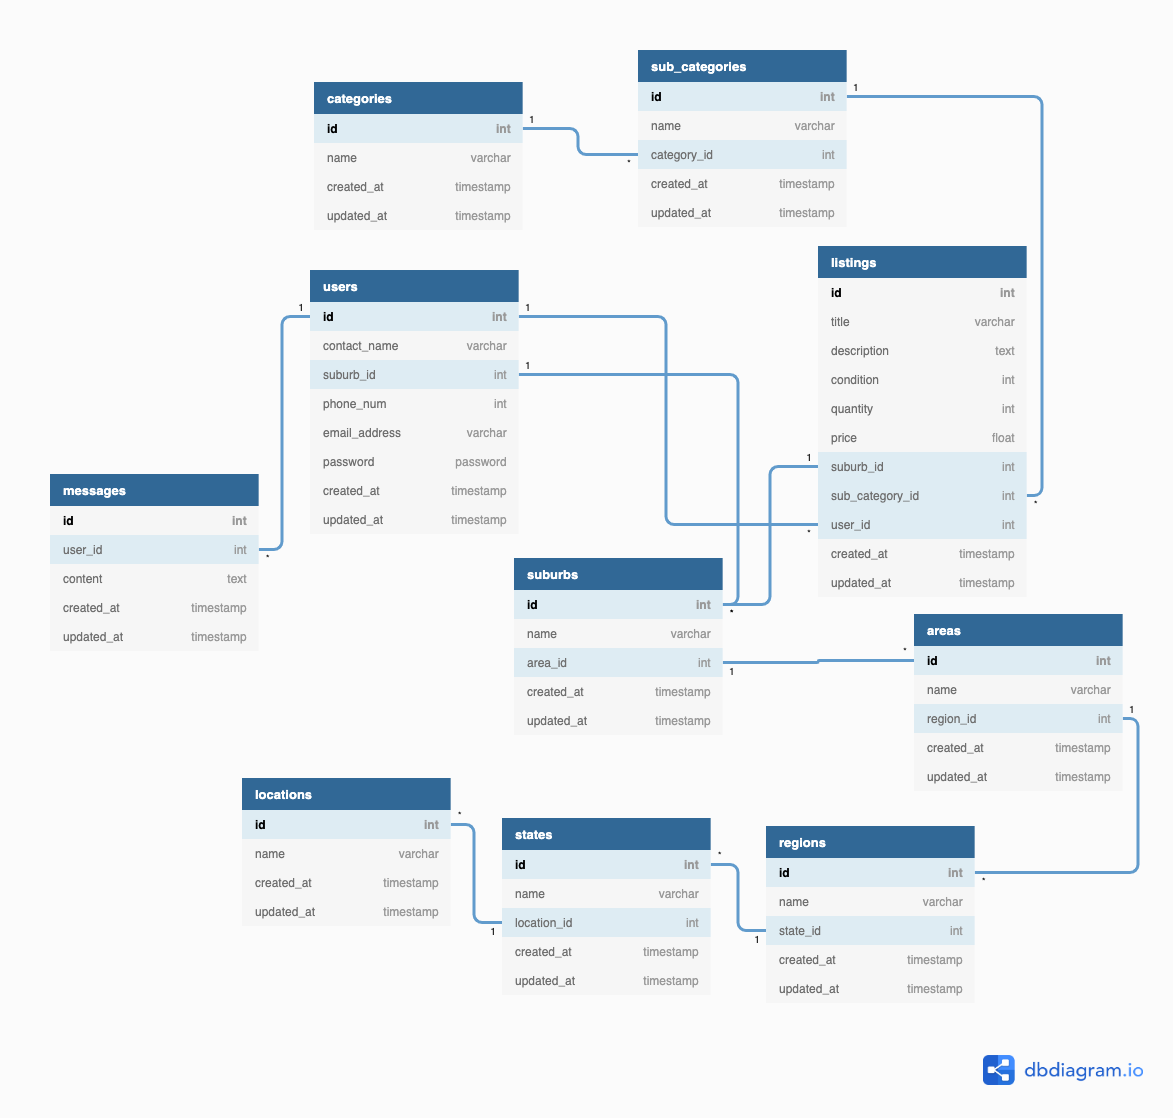 categories
id int
name varchar
created_at timestamp
updated_at timestamp
1
*
sub_categories
id int
name varchar
category_id int
created_at timestamp
updated_at timestamp
1
*
listings
id int
title varchar
description text
condition int
quantity int
price float
suburb_id int
sub_category_id int
user_id int
created_at timestamp
updated_at timestamp
1
*
users
id int
contact_name varchar
suburb_id int
phone_num int
email_address varchar
password password
created_at timestamp
updated_at timestamp
1
1
1
messages
id int
user_id int
content text
created_at timestamp
updated_at timestamp
*
suburbs
id int
name varchar
area_id int
created_at timestamp
updated_at timestamp
*
1
*
areas
id int
name varchar
region_id int
created_at timestamp
updated_at timestamp
1
locations
id int
name varchar
created_at timestamp
updated_at timestamp
*
1
states
id int
name varchar
location_id int
created_at timestamp
updated_at timestamp
*
1
regions
id int
name varchar
state_id int
created_at timestamp
updated_at timestamp
*
dbdiagram.io